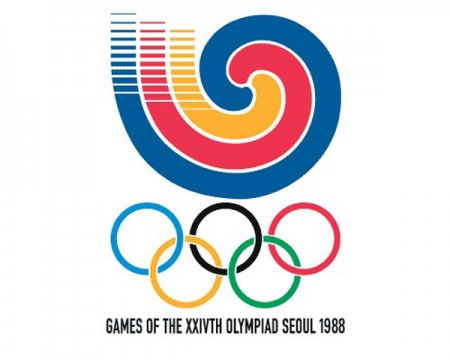 GAMES OF THE XXIVTH OLYMPIAD SEOUL 1988